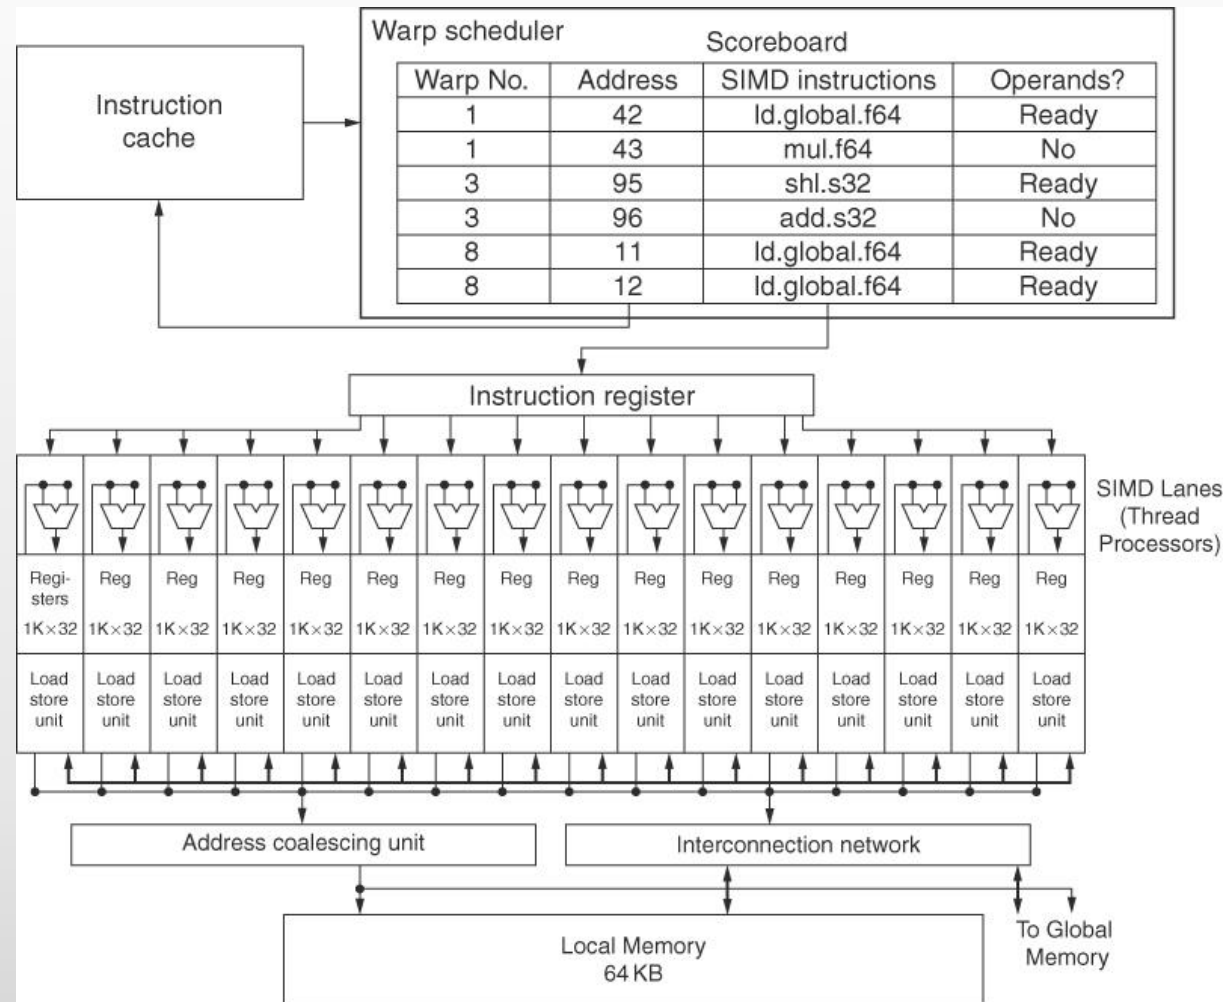 Warp scheduler
Scoreboard
Warp No. Address SIMD instructions Operands?
1 42 ld.global.f64 Ready
1 43 mul.f64 No
3 95 shl.s32 Ready
3 96 add.s32 No
8 11 ld.global.f64 Ready
8 12 ld.global.f64 Ready
Instruction
cache
Instruction register
SIMD Lanes
(Thread
Processors)
Regi- Reg Reg Reg Reg Reg Reg Reg Reg Reg Reg Reg Reg Reg Reg Reg
sters
1K×32 1K×32 1K×32 1K×32 1K×32 1K×32 1K×32 1K×32 1K×32 1K×32 1K×32 1K×32 1K×32 1K×32 1K×32 1K×32
Load Load Load Load Load Load Load Load Load Load Load Load Load Load Load Load
store store store store store store store store store store store store store store store store
unit unit unit unit unit unit unit unit unit unit unit unit unit unit unit unit
Address coalescing unit
Interconnection network
Local Memory
64 KB
To Global
Memory